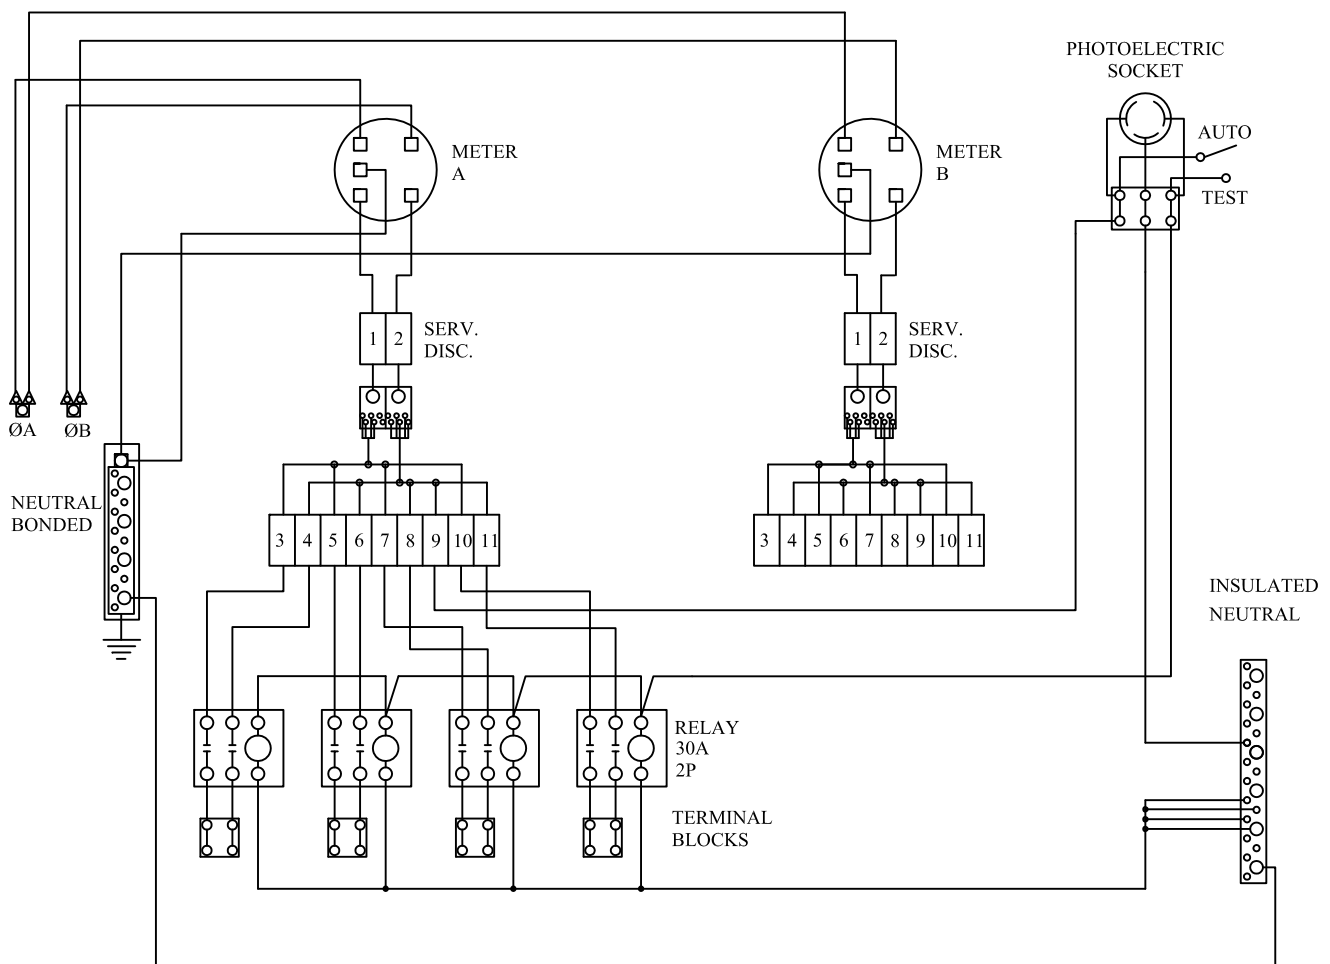 PHOTOELECTRIC
SOCKET
AUTO
TEST
METER
A
METER
B
SERV.
DISC.
1 2
SERV.
DISC.
1 2
ØA ØB
NEUTRAL
BONDED
3 4 5 6 7 8 9 10 11
3 4 5 6 7 8 9 10 11
INSULATED
NEUTRAL
RELAY
30A
2P
TERMINAL
BLOCKS